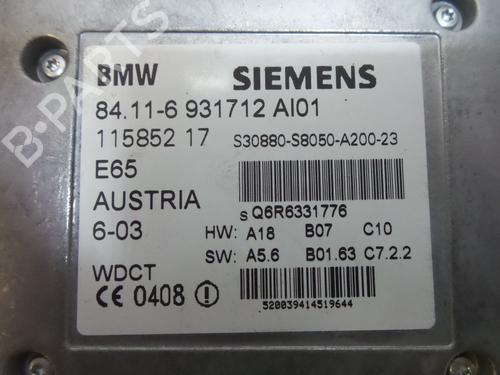 B-PARTS
BMW SIEMENS
84.11-6 931712 AI01
115852 17 S30880-S8050-A200-23
E65
AUSTRIA
S Q6R6331776
6-03 HW: A18 B07 C10
SW: A5.6 B01.63 C7.2.2
WDCT
CE 0408
520039414519644